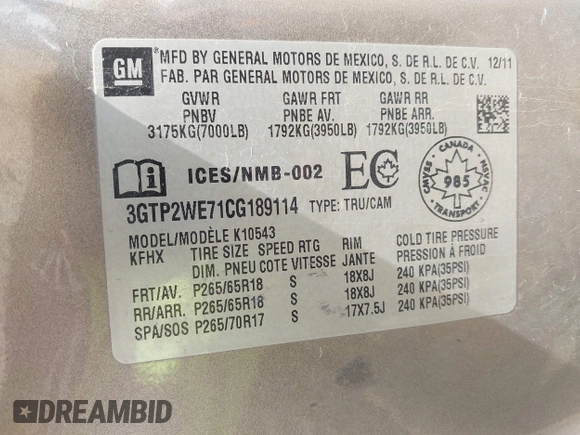 GM
MFD BY GENERAL MOTORS DE MEXICO, S. DE R.L. DE C.V. 12/11
FAB. PAR GENERAL MOTORS DE MEXICO, S. DE R.L. DE C.V.
GVWR GAWR FRT GAWR RR
PNBV PNBE AV. PNBE ARR.
3175KG(7000LB) 1792KG(3950LB) 1792KG(3950LB)
ICES/NMB-002 EC
CANADA
CMVSS NSVAC
985
TRANSPORT
3GTP2WE71CG189114 TYPE: TRU/CAM
MODEL/MODÈLE K10543
KFHX TIRE SIZE SPEED RTG RIM COLD TIRE PRESSURE
DIM. PNEU COTE VITESSE JANTE PRESSION À FROID
FRT/AV. P265/65R18 S 18X8J 240 KPA(35PSI)
RR/ARR. P265/65R18 S 18X8J 240 KPA(35PSI)
SPA/SOS P265/70R17 S 17X7.5J 240 KPA(35PSI)
DREAMBID